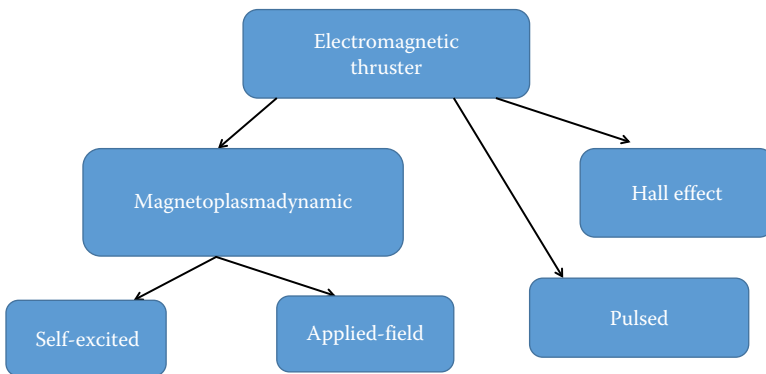 Electromagnetic
thruster
Magnetoplasmadynamic
Hall effect
Self-excited
Applied-field
Pulsed